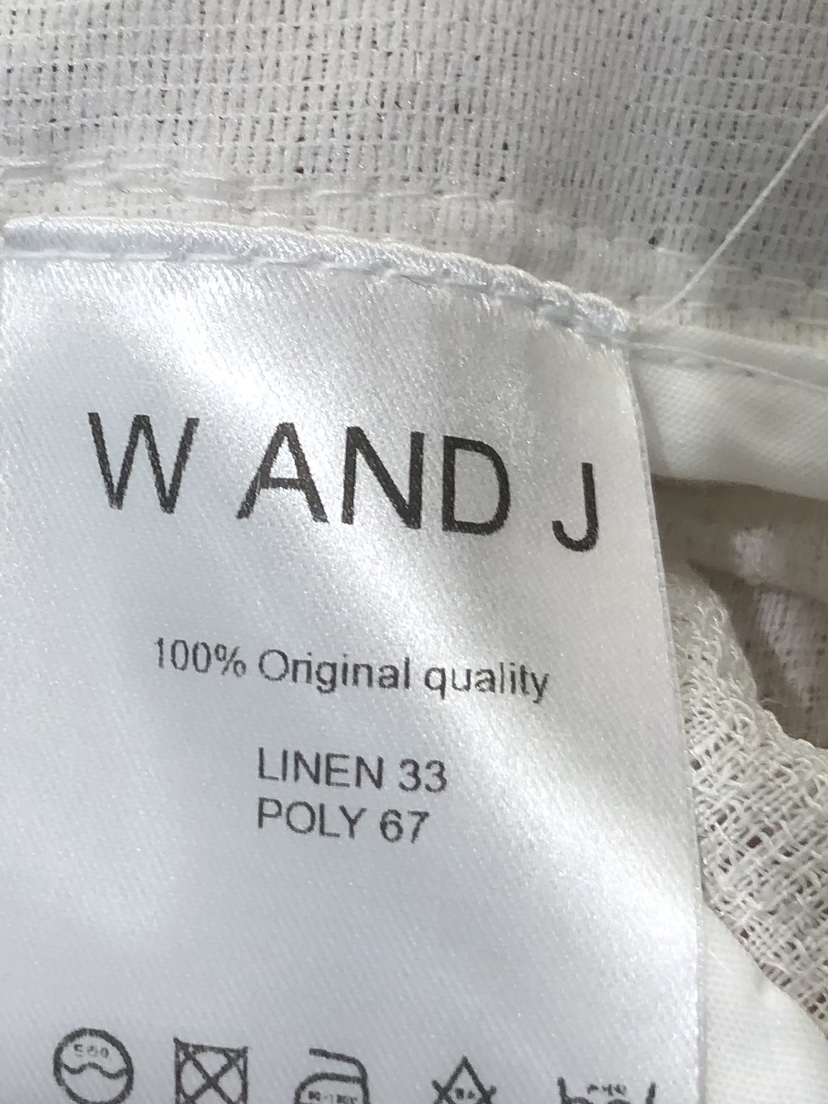 W AND J
100% Original quality
LINEN 33
POLY 67